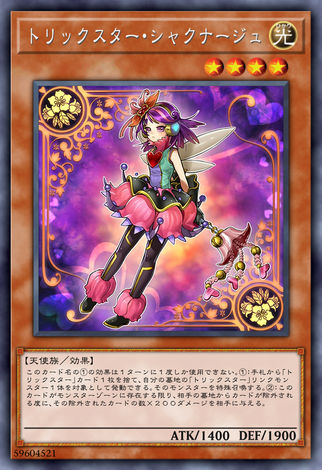 トリックスター・シャクナージュ
光
【天使族/効果】
このカード名の①の効果は1ターンに1度しか使用できない。①:手札から「ト
リックスター」カード1枚を捨て、自分の墓地の「トリックスター」リンクモン
スター1体を対象として発動できる。そのモンスターを特殊召喚する。②:この
カードがモンスターゾーンに存在する限り、相手の墓地からカードが除外され
る度に、その除外されたカードの数×200ダメージを相手に与える。
ATK/1400 DEF/1900
59604521